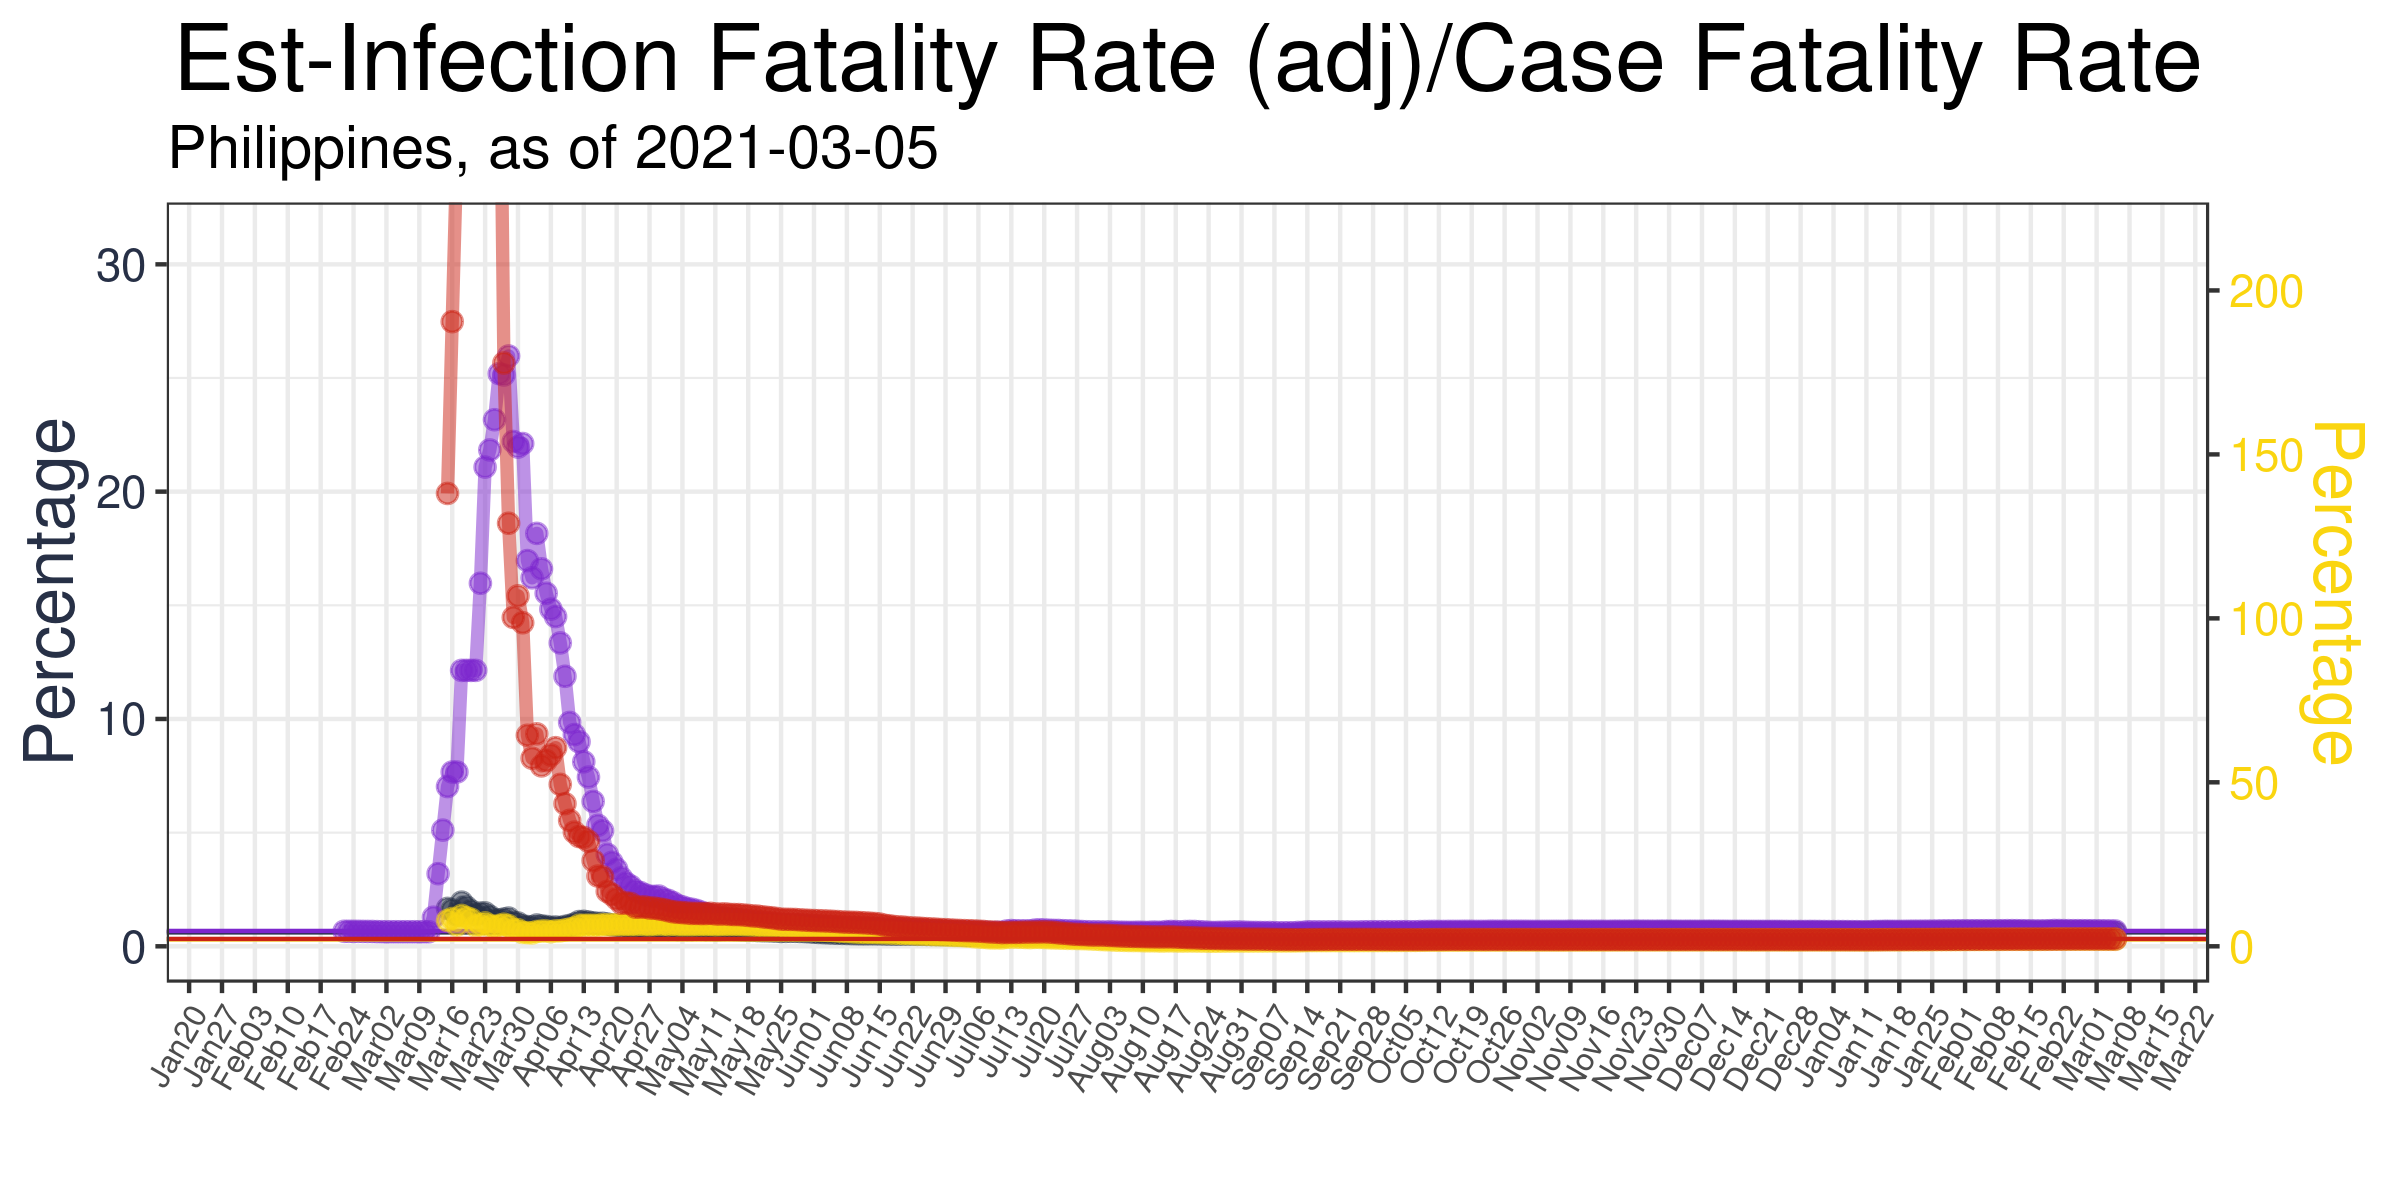 Est-Infection Fatality Rate (adj)/Case Fatality Rate
Philippines, as of 2021-03-05
Percentage
30
20
10
0
200
150
100
50
0
Percentage
Jan20 Jan27 Feb03 Feb10 Feb17 Feb24 Mar02 Mar09 Mar16 Mar23 Mar30 Apr06 Apr13 Apr20 Apr27 May04 May11 May18 May25 Jun01 Jun08 Jun15 Jun22 Jun29 Jul06 Jul13 Jul20 Jul27 Aug03 Aug10 Aug17 Aug24 Aug31 Sep07 Sep14 Sep21 Sep28 Oct05 Oct12 Oct19 Oct26 Nov02 Nov09 Nov16 Nov23 Nov30 Dec07 Dec14 Dec21 Dec28 Dec04 Jan11 Jan18 Jan25 Feb01 Feb08 Feb15 Feb22 Mar01 Mar08 Mar15 Mar22